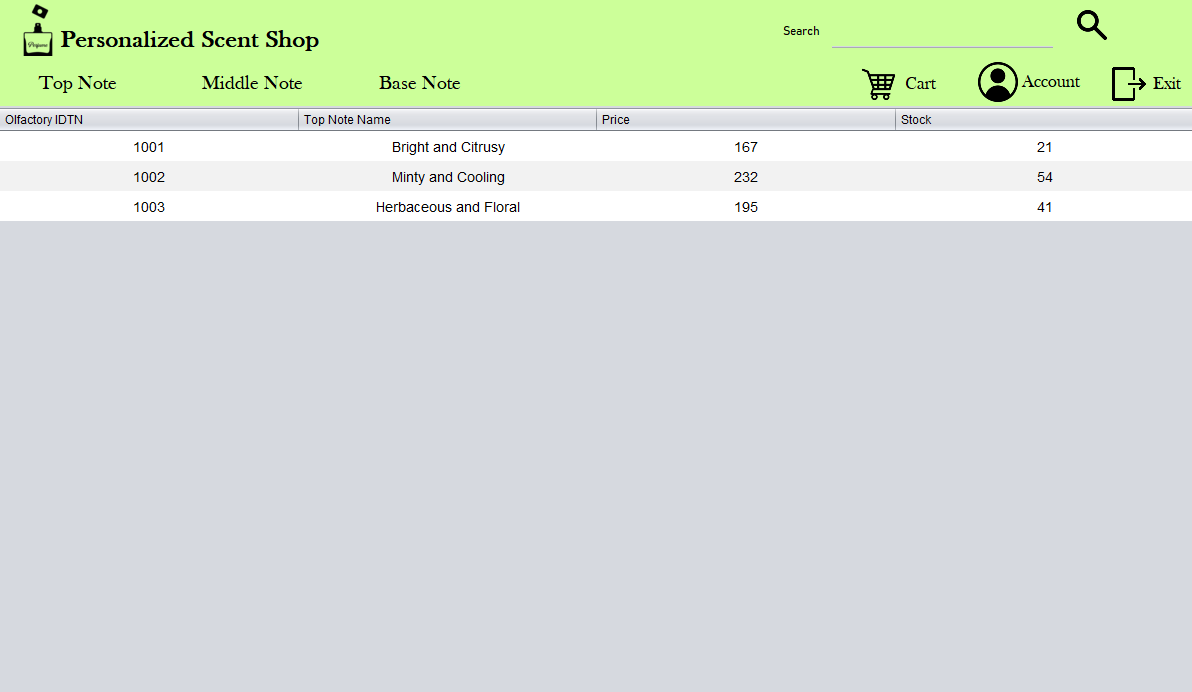 Perfume
Personalized Scent Shop
Search
Top Note Middle Note Base Note Cart Account Exit
Olfactory IDTN Top Note Name Price Stock
1001 Bright and Citrusy 167 21
1002 Minty and Cooling 232 54
1003 Herbaceous and Floral 195 41